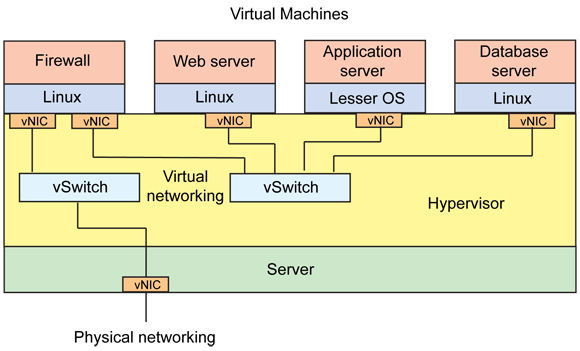 Virtual Machines
Firewall
Web server
Application
server
Database
server
Linux
Linux
Lesser OS
Linux
vNIC
vNIC
vNIC
vNIC
vNIC
Virtual
networking
vSwitch
vSwitch
Hypervisor
Server
vNIC
Physical networking